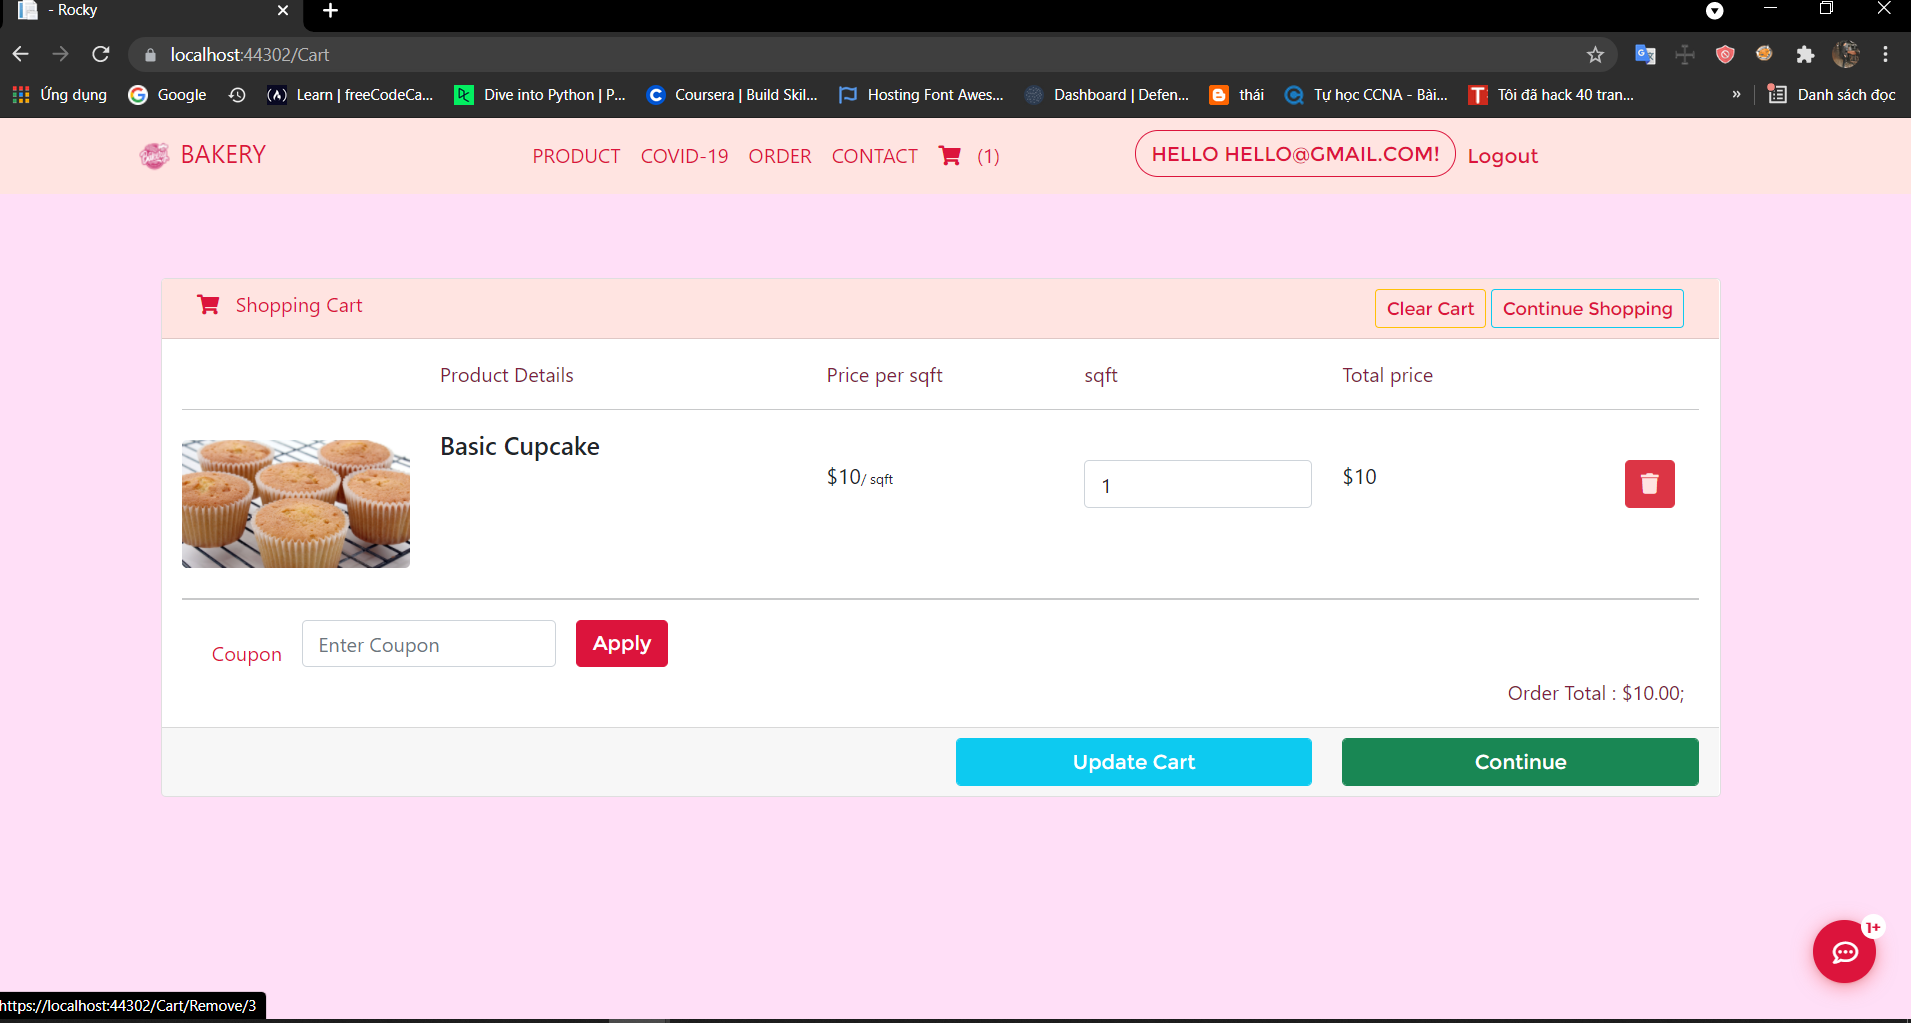 - Rocky
localhost:44302/Cart
Ứng dụng Google Learn | freeCodeCa... Dive into Python | P... Coursera | Build Skil... Hosting Font Awes... Dashboard | Defen... thái Tự học CCNA - Bài... Tôi đã hack 40 tran... » Danh sách đọc
BAKERY PRODUCT COVID-19 ORDER CONTACT (1) HELLO HELLO@GMAIL.COM! Logout
Shopping Cart Clear Cart Continue Shopping
Product Details Price per sqft sqft Total price
Basic Cupcake
$10/ sqft 1 $10
Coupon Enter Coupon Apply
Order Total : $10.00;
Update Cart Continue
1+
https://localhost:44302/Cart/Remove/3